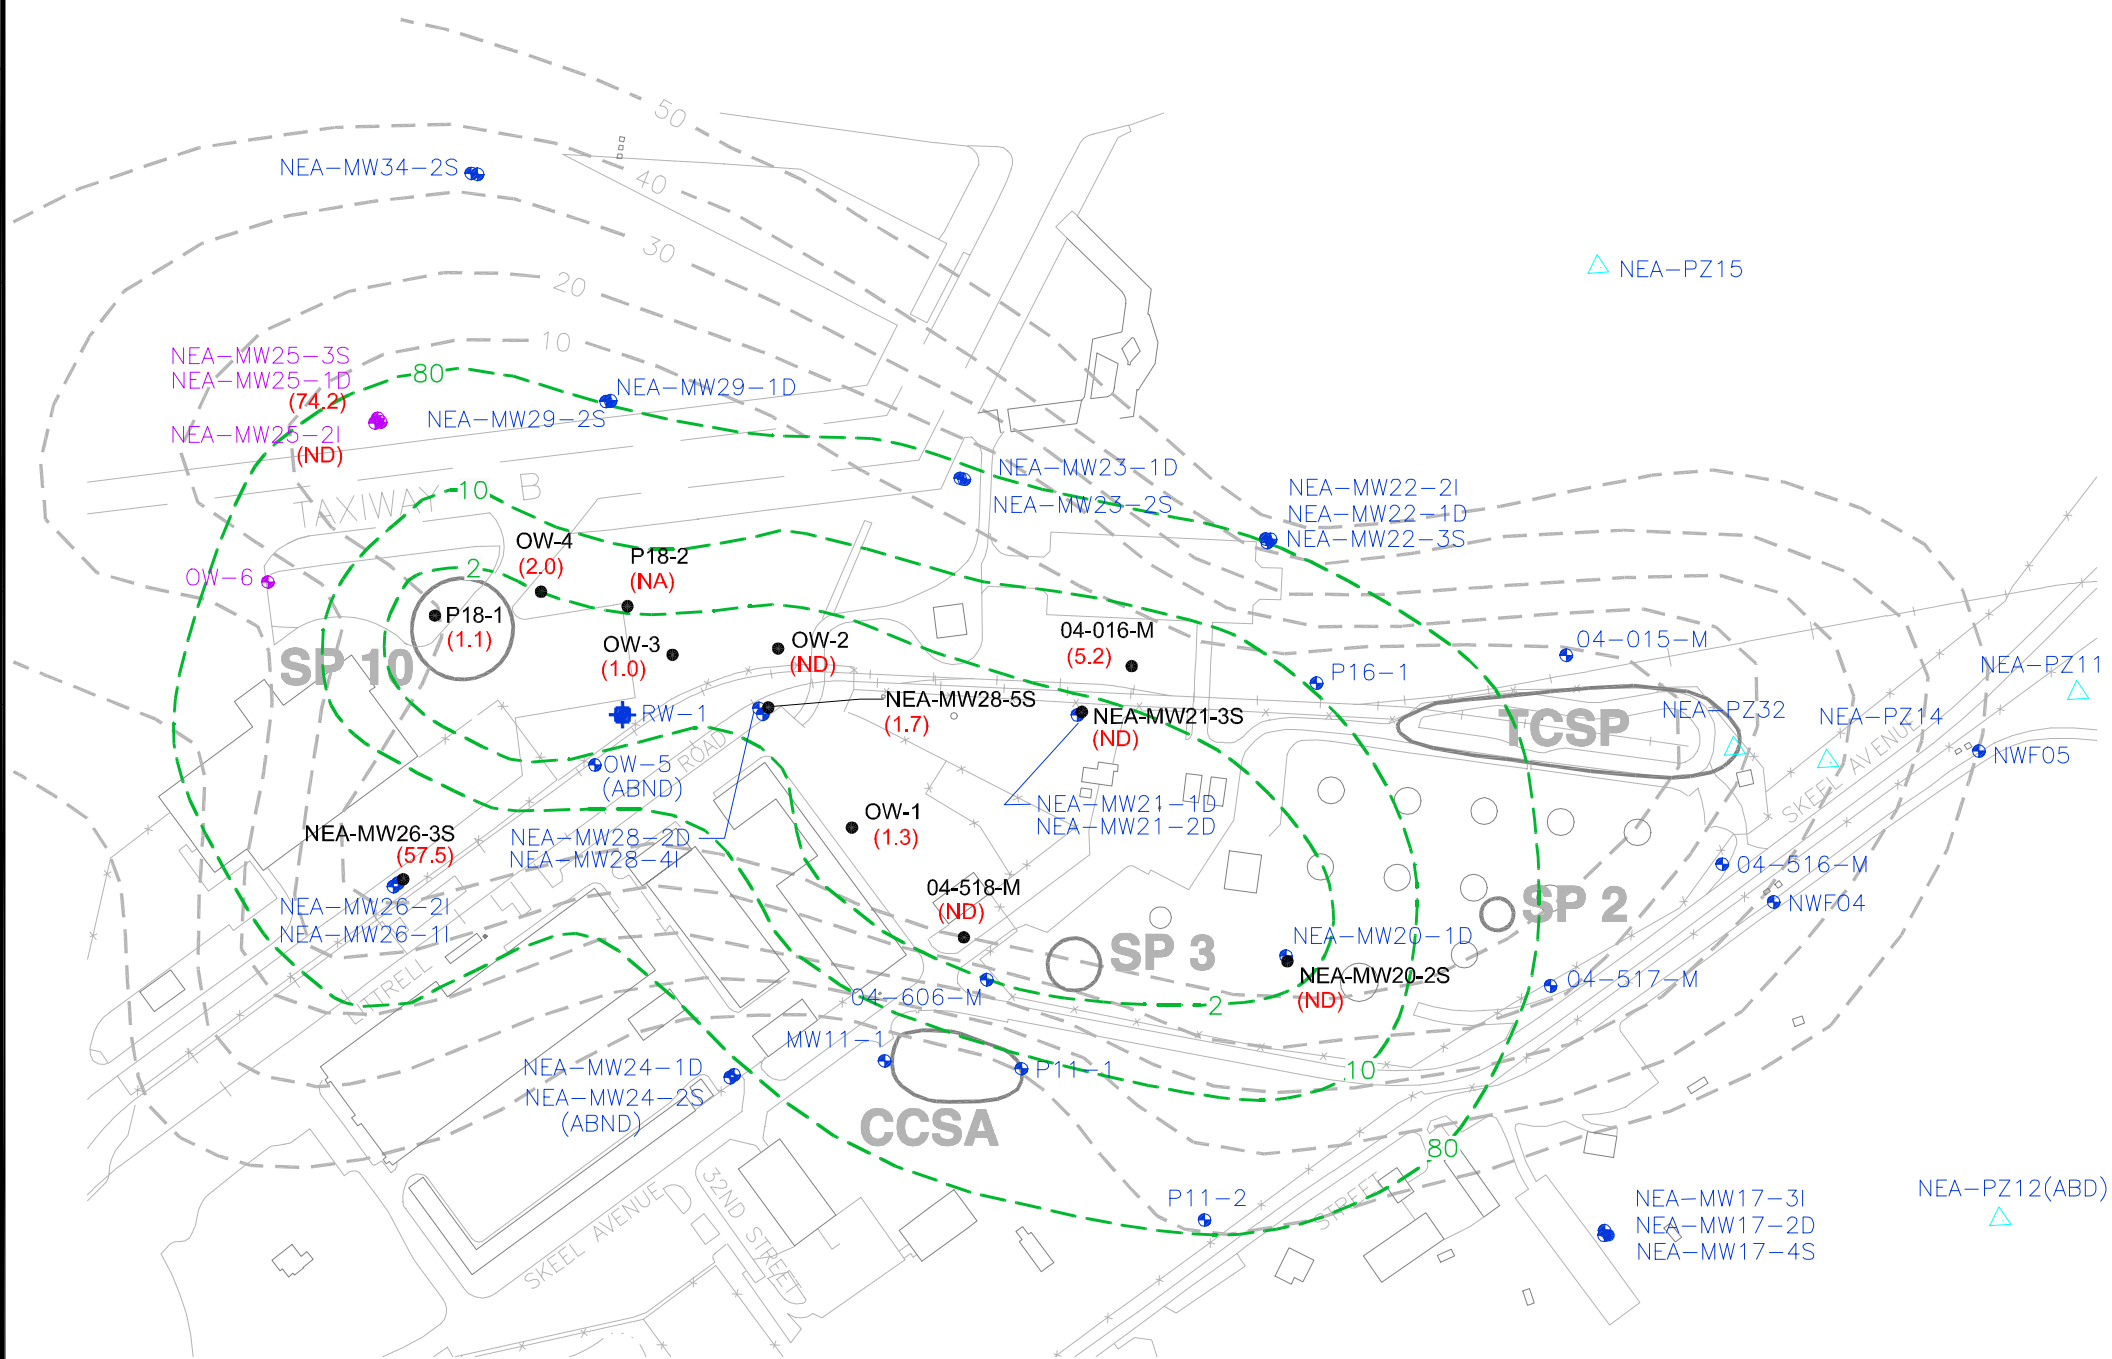 50
NEA-MW34-2S
40
30
NEA-PZ15
20
10
NEA-MW25-3S
NEA-MW25-1D
(74.2)
NEA-MW25-2I
(ND)
80
NEA-MW29-1D
NEA-MW29-2S
NEA-MW23-1D
NEA-MW23-2S
NEA-MW22-2I
NEA-MW22-1D
NEA-MW22-3S
TAXIWAY B
10
OW-4
(2.0)
P18-2
(NA)
OW-6
2
P18-1
(1.1)
SP 10
OW-3
(1.0)
OW-2
(ND)
04-016-M
(5.2)
04-015-M
P16-1
NEA-PZ11
NEA-MW28-5S
(1.7)
NEA-MW21-3S
(ND)
RW-1
TCSP
NEA-PZ32
NEA-PZ14
NWF05
SKEEL AVENUE
OW-5
(ABND)
ROAD
NEA-MW21-1D
NEA-MW21-2D
OW-1
(1.3)
NEA-MW26-3S
(57.5)
NEA-MW28-2D
NEA-MW28-4I
04-516-M
04-518-M
(ND)
SP 2
NWF04
NEA-MW26-2I
NEA-MW26-1I
SP 3
NEA-MW20-1D
NEA-MW20-2S
(ND)
LITTRELL
04-606-M
2
04-517-M
MW11-1
P11-1
10
NEA-MW24-1D
NEA-MW24-2S
(ABND)
CCSA
80
SKEEL AVENUE
32ND STREET
P11-2
STREET
NEA-MW17-3I
NEA-MW17-2D
NEA-MW17-4S
NEA-PZ12(ABD)